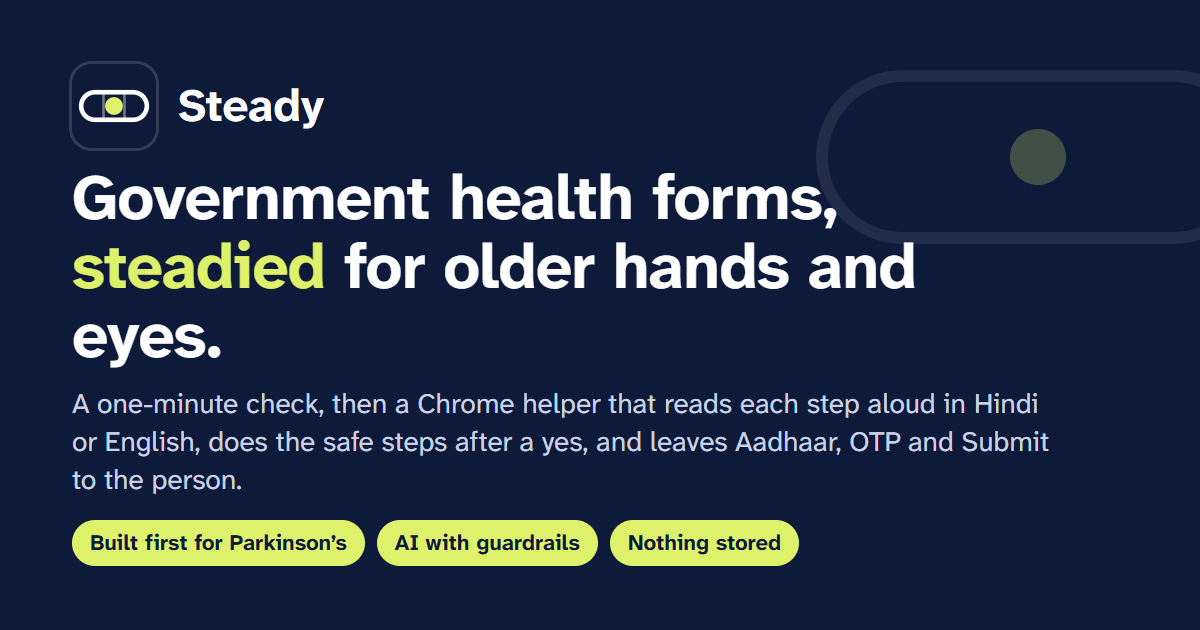 Steady
Government health forms,
steadied for older hands and
eyes.
A one-minute check, then a Chrome helper that reads each step aloud in Hindi
or English, does the safe steps after a yes, and leaves Aadhaar, OTP and Submit
to the person.
Built first for Parkinson’s
AI with guardrails
Nothing stored